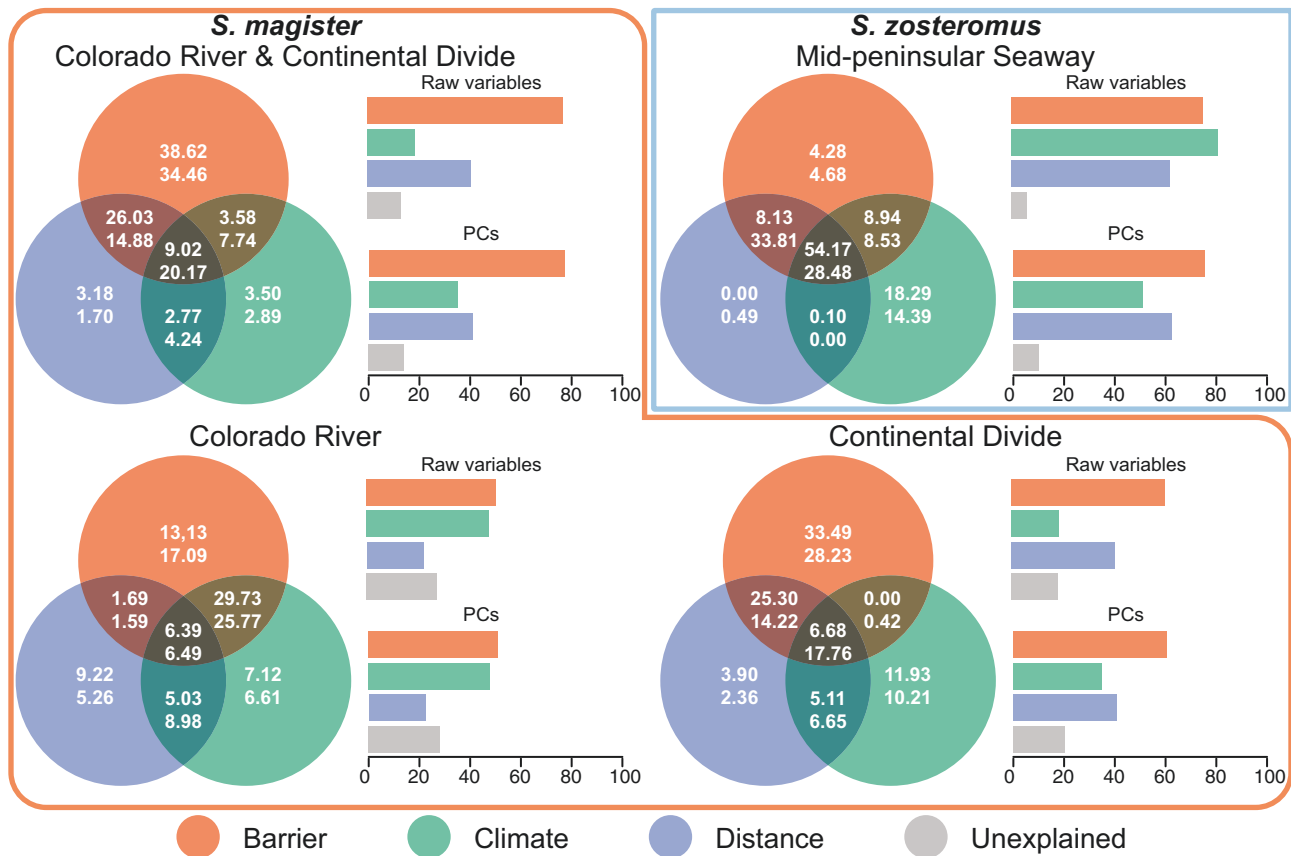 S. magister
Colorado River & Continental Divide
38.62
34.46
26.03
14.88
3.58
7.74
9.02
20.17
3.18
1.70
2.77
4.24
3.50
2.89
Raw variables
PCs
0 20 40 60 80 100
S. zosteromus
Mid-peninsular Seaway
4.28
4.68
8.13
33.81
8.94
8.53
54.17
28.48
0.00
0.49
0.10
0.00
18.29
14.39
Raw variables
PCs
0 20 40 60 80 100
Colorado River
13,13
17.09
1.69
1.59
29.73
25.77
6.39
6.49
9.22
5.26
5.03
8.98
7.12
6.61
Raw variables
PCs
0 20 40 60 80 100
Continental Divide
33.49
28.23
25.30
14.22
0.00
0.42
6.68
17.76
3.90
2.36
5.11
6.65
11.93
10.21
Raw variables
PCs
0 20 40 60 80 100
Barrier Climate Distance Unexplained